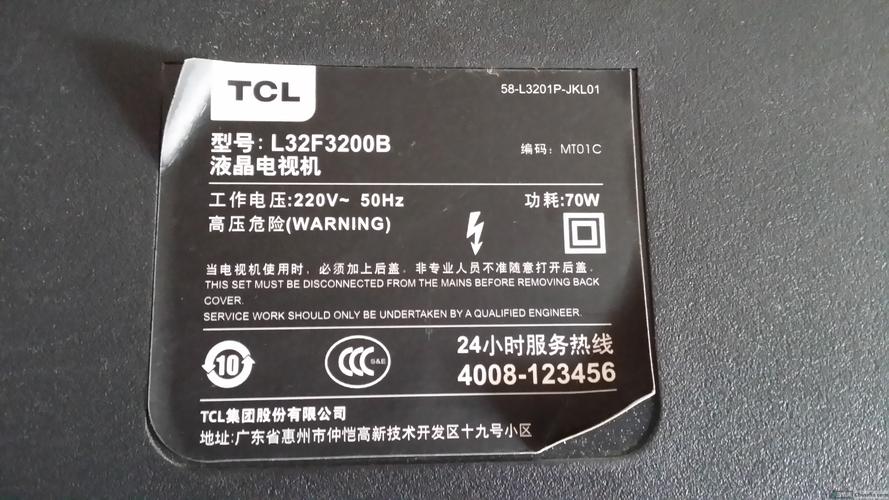 TCL
58-L3201P-JKL01
型号: L32F3200B
编码: MT01C
液晶电视机
工作电压:220V~ 50Hz
功耗:70W
高压危险(WARNING)
当电视机使用时，必须加上后盖。非专业人员不准随意打开后盖。
THIS SET MUST BE DISCONNECTED FROM THE MAINS BEFORE REMOVING BACK
COVER.
SERVICE WORK SHOULD ONLY BE UNDERTAKEN BY A QUALIFIED ENGINEER.
10
CCC
S&E
24小时服务热线
4008-123456
TCL集团股份有限公司
地址:广东省惠州市仲恺高新技术开发区十九号小区